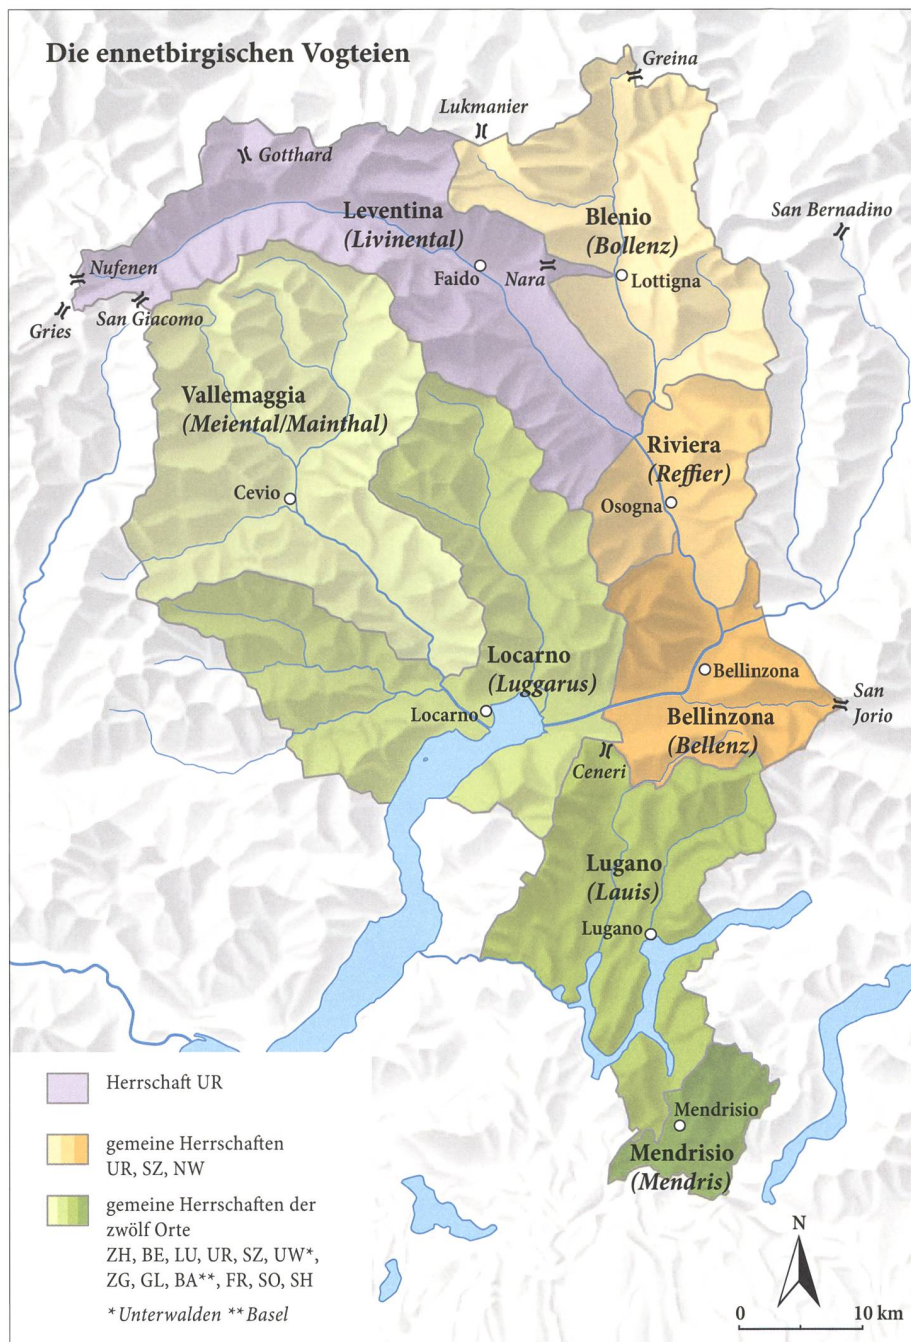 Die ennetbirgischen Vogteien
Greina
Lukmanier
Gotthard
San Bernadino
Leventina
(Livinental)
Blenio
(Bollenz)
Nufenen
Faido
Nara
Lottigna
Gries
San Giacomo
Vallemaggia
(Meiental/Mainthal)
Riviera
(Reffier)
Cevio
Osogna
Locarno
(Luggarus)
Bellinzona
San
Jorio
Locarno
Bellinzona
(Bellenz)
Ceneri
Lugano
(Lauis)
Lugano
Mendrisio
Mendrisio
(Mendris)
Herrschaft UR
gemeine Herrschaften
UR, SZ, NW
gemeine Herrschaften der
zwölf Orte
ZH, BE, LU, UR, SZ, UW*,
ZG, GL, BA**, FR, SO, SH
*Unterwalden **Basel
N
0 10 km